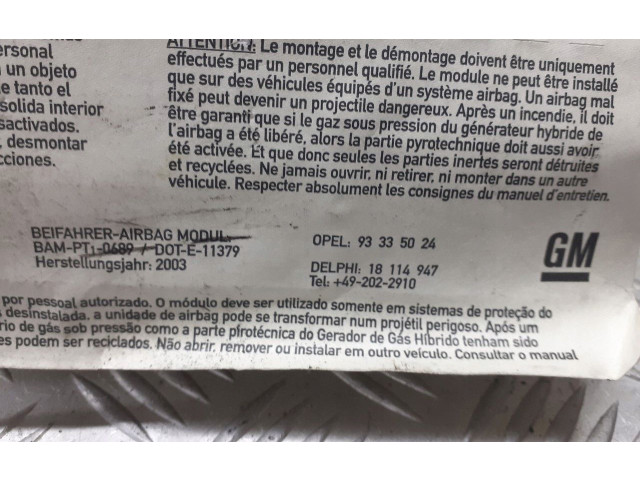 ersonal
un objeto
e tanto el
solida interior
sactivados.
, desmontar
cciones.
ATTENTION: Le montage et le démontage doivent être uniquement
effectués par un personnel qualifié. Le module ne peut être installé
que sur des véhicules équipés d'un système airbag. Un airbag mal
fixé peut devenir un projectile dangereux. Après un incendie, il doit
être garanti que si le gaz sous pression du générateur hybride de
l'airbag a été libéré, alors la partie pyrotechnique doit aussi avoir
été activée. Et que donc seules les parties inertes seront détruites
et recyclées. Ne jamais ouvrir, ni retirer, ni monter dans un autre
véhicule. Respecter absolument les consignes du manuel d'entretien.
BEIFAHRER-AIRBAG MODUL
BAM-PT1-0689 / DOT-E-11379
Herstellungsjahr: 2003
OPEL: 93 33 50 24
DELPHI: 18 114 947
Tel: +49-202-2910
GM
por pessoal autorizado. O módulo deve ser utilizado somente em sistemas de proteção do
desinstalada, a unidade de airbag pode se transformar num projétil perigoso. Após um
rio de gás sob pressão como a parte pirotécnica do Gerador de Gás Híbrido tenham sido
es podem ser reciclados. Não abrir, remover ou instalar em outro veículo. Consultar o manual